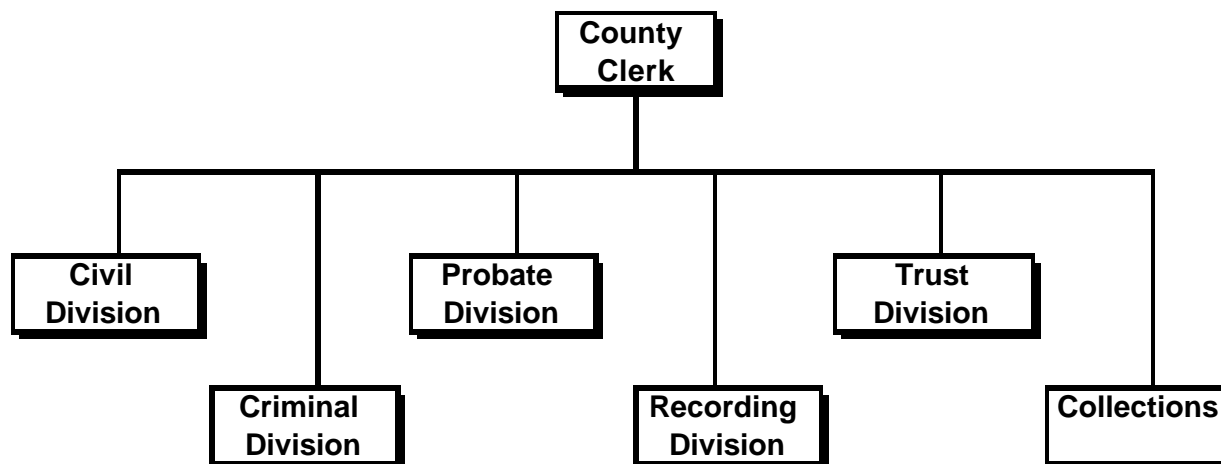 County
Clerk
Civil
Division
Probate
Division
Trust
Division
Criminal
Division
Recording
Division
Collections